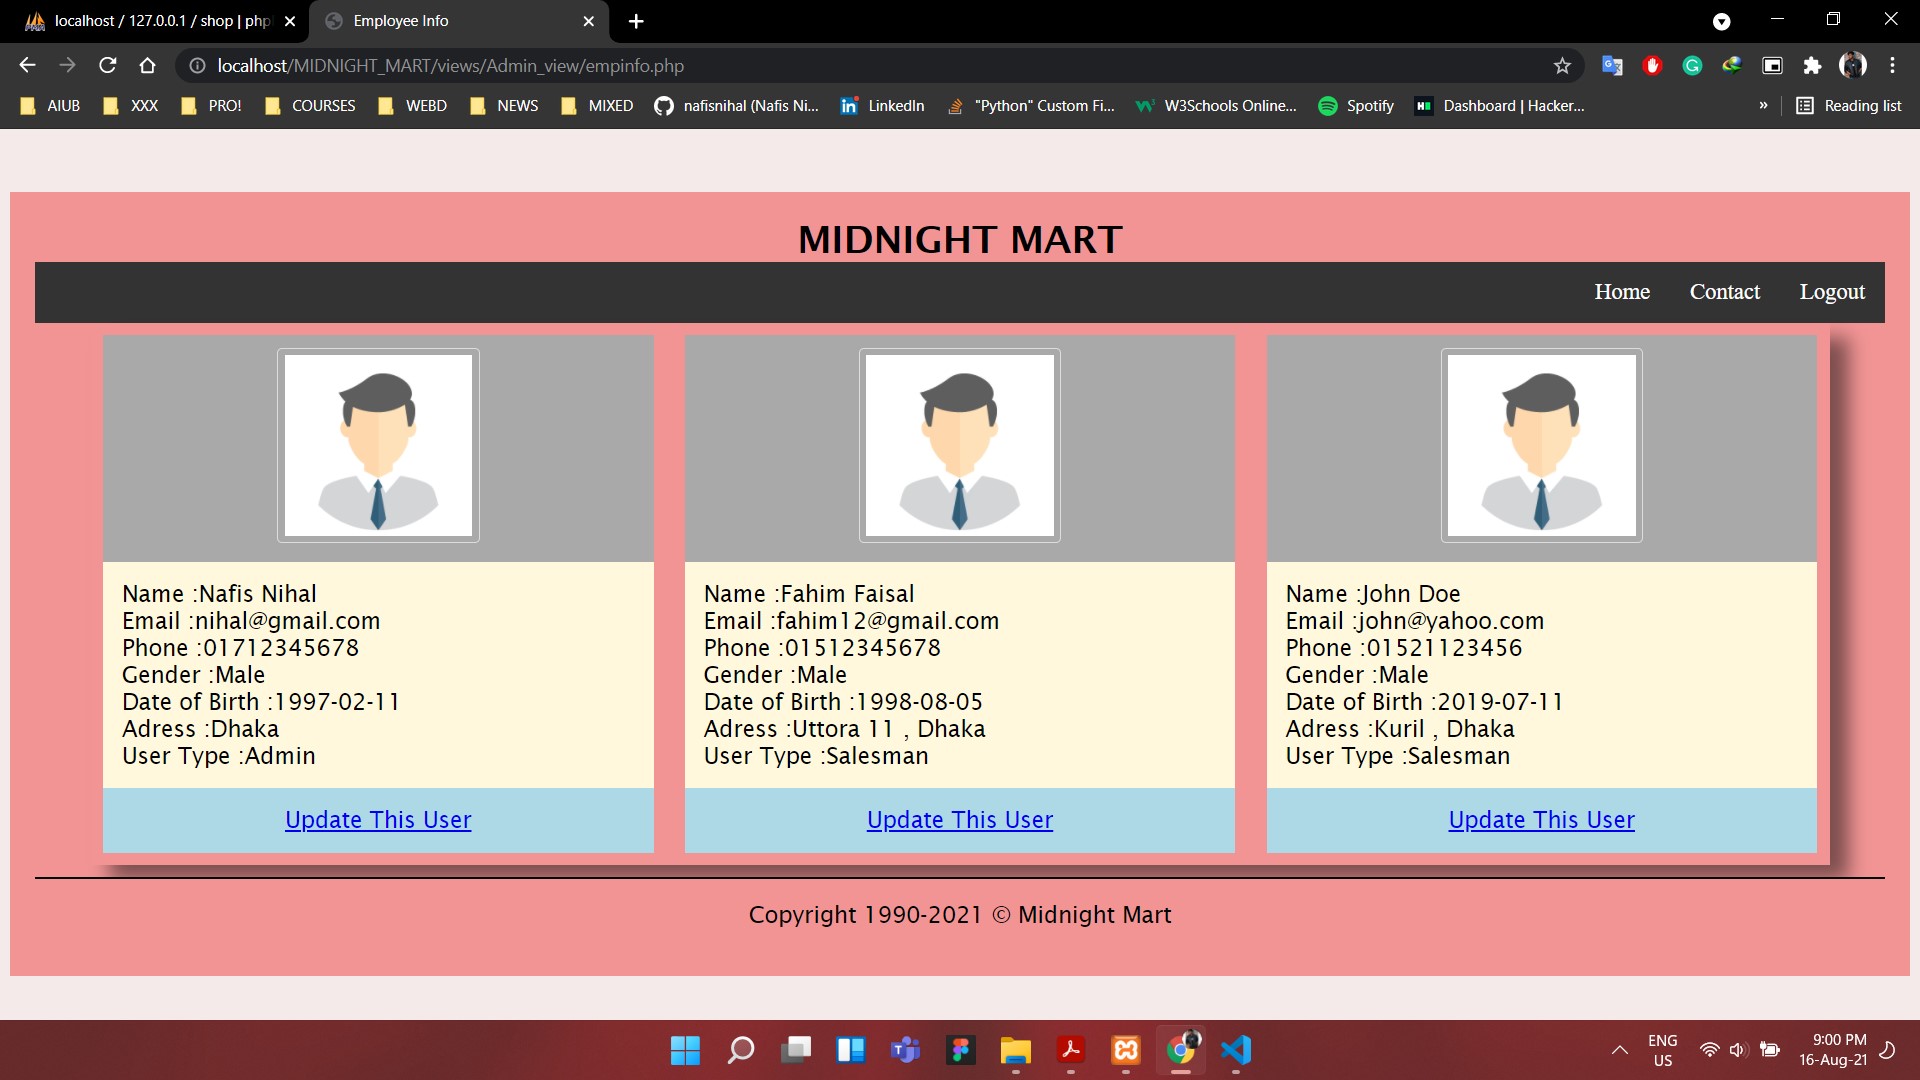 localhost / 127.0.0.1 / shop | php
Employee Info
localhost/MIDNIGHT_MART/views/Admin_view/empinfo.php
AIUB XXX PRO! COURSES WEBD NEWS MIXED nafisnihal (Nafis Ni... LinkedIn "Python" Custom Fi... W3Schools Online... Spotify Dashboard | Hacker... » Reading list
MIDNIGHT MART
Home Contact Logout
Name :Nafis Nihal
Email :nihal@gmail.com
Phone :01712345678
Gender :Male
Date of Birth :1997-02-11
Adress :Dhaka
User Type :Admin
Update This User
Name :Fahim Faisal
Email :fahim12@gmail.com
Phone :01512345678
Gender :Male
Date of Birth :1998-08-05
Adress :Uttora 11 , Dhaka
User Type :Salesman
Update This User
Name :John Doe
Email :john@yahoo.com
Phone :01521123456
Gender :Male
Date of Birth :2019-07-11
Adress :Kuril , Dhaka
User Type :Salesman
Update This User
Copyright 1990-2021 © Midnight Mart
ENG
US
9:00 PM
16-Aug-21